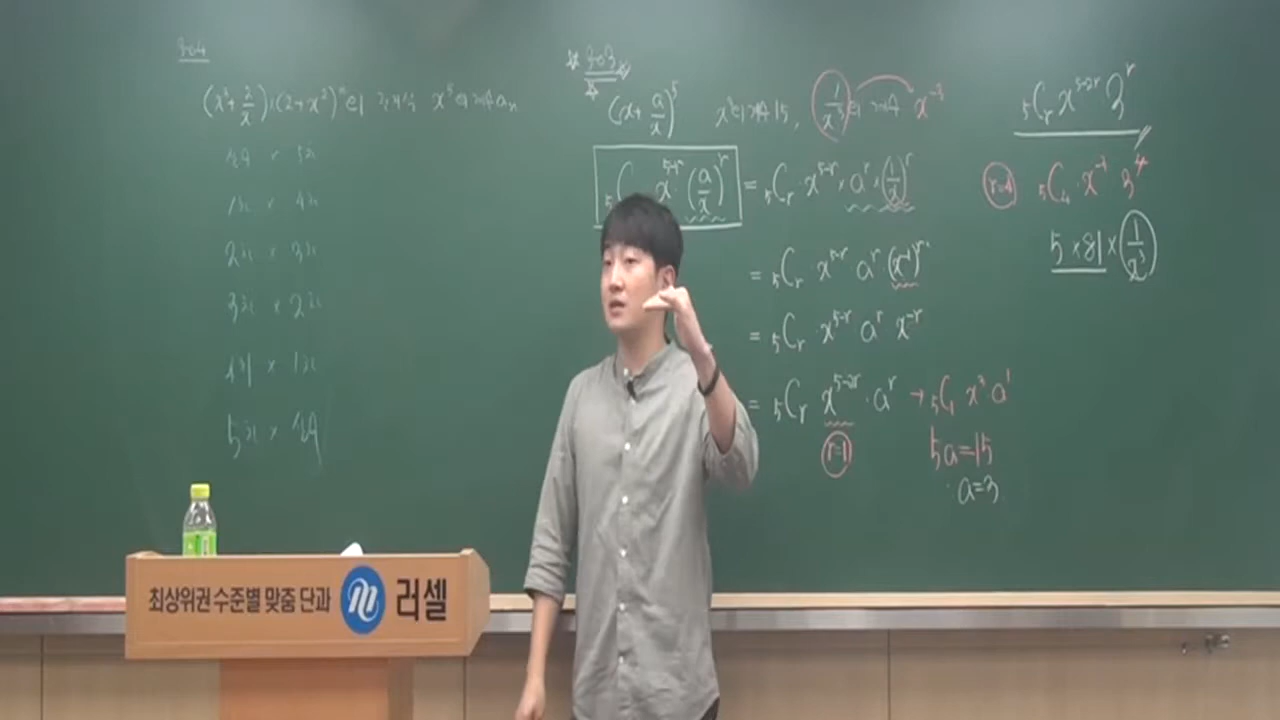 304
(x³+2/x)(2+x²)ⁿ의 전개식 x⁵의 계수 aₙ
상수 × 5차
1차 × 4차
2차 × 3차
3차 × 2차
4차 × 1차
5차 × 상수
303
(x+a/x)⁵ x³의 계수 15, 1/x³의 계수 x⁻³
₅C x⁵⁻ʳ·(a/x)ʳ = ₅Cᵣ·x⁵⁻ʳ·aʳ×(1/x)ʳ
= ₅Cᵣ·x⁵⁻ʳ aʳ (x⁻¹)ʳ
= ₅Cᵣ·x⁵⁻ʳ aʳ x⁻ʳ
= ₅Cᵣ x⁵⁻²ʳ·aʳ → ₅C₁ x³ a¹
r=1
5a=15
a=3
₅Cᵣ x⁵⁻²ʳ 3ʳ
r=4 ₅C₄·x⁻³ 3⁴
5×81×(1/x³)
최상위권 수준별 맞춤 단과 러셀